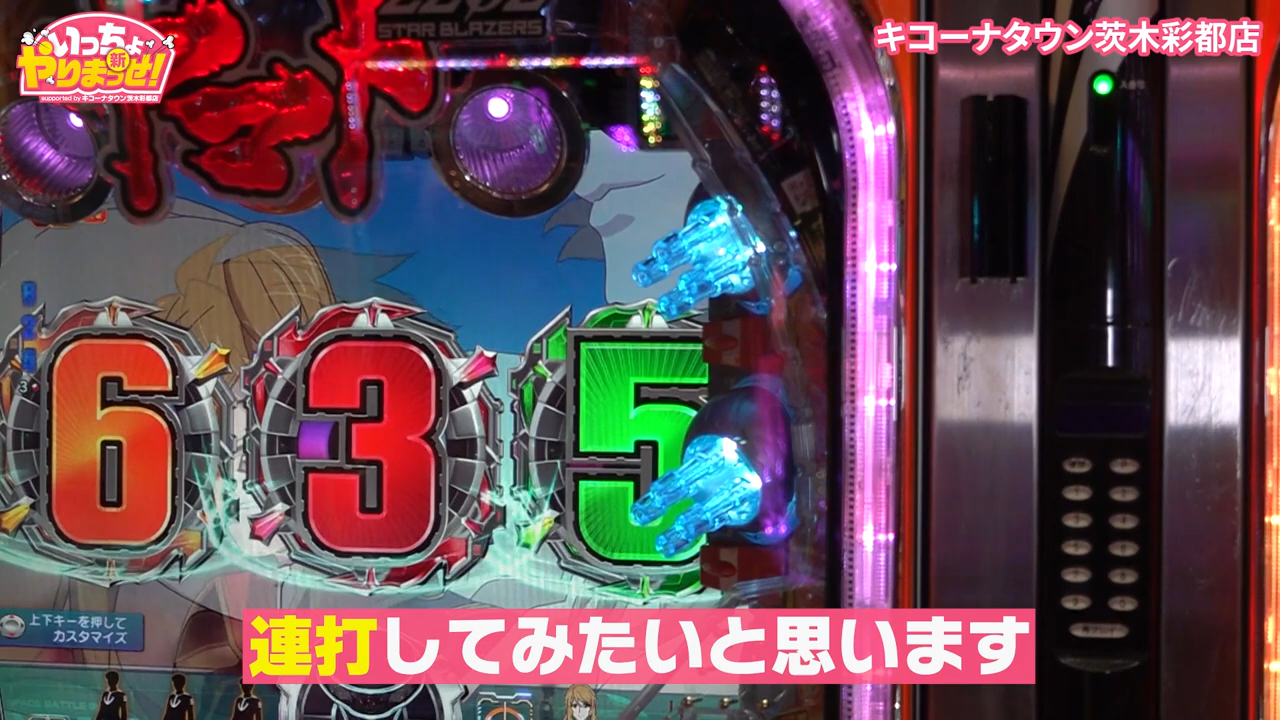 いっちょ
やりまっせ!
新
supported by キコーナタウン茨木彩都店
STAR BLAZERS
キコーナタウン茨木彩都店
6 3 5
上下キーを押して
カスタマイズ
連打してみたいと思います